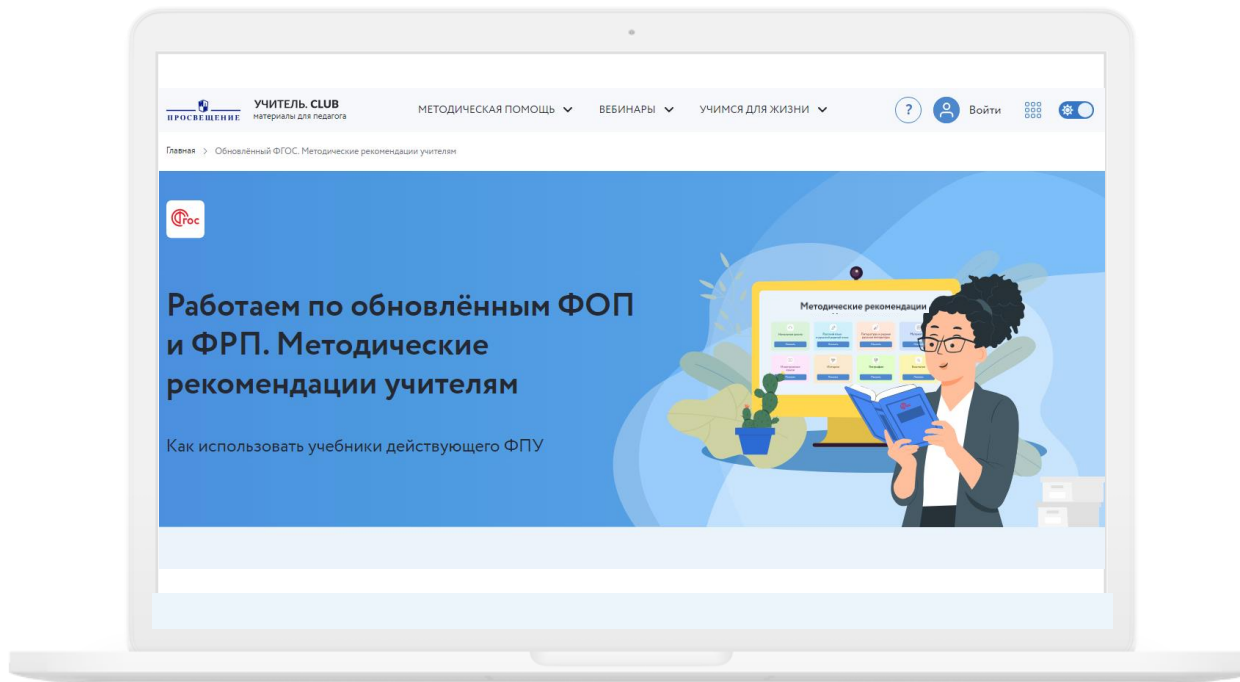 ПРОСВЕЩЕНИЕ
УЧИТЕЛЬ. CLUB
материалы для педагога
МЕТОДИЧЕСКАЯ ПОМОЩЬ
ВЕБИНАРЫ
УЧИМСЯ ДЛЯ ЖИЗНИ
?
Войти
Главная > Обновлённый ФГОС. Методические рекомендации учителям
Фгос
Работаем по обновлённым ФОП
и ФРП. Методические
рекомендации учителям
Как использовать учебники действующего ФПУ
Методические рекомендации